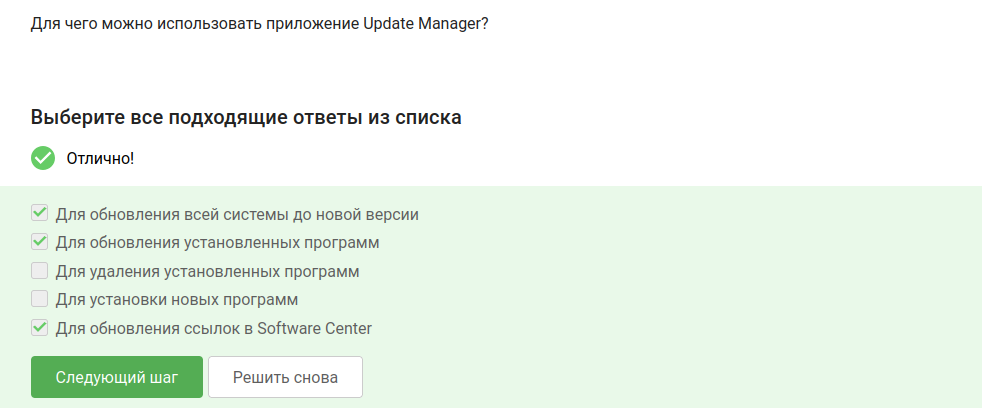 Для чего можно использовать приложение Update Manager?
Выберите все подходящие ответы из списка
Отлично!
Для обновления всей системы до новой версии
Для обновления установленных программ
Для удаления установленных программ
Для установки новых программ
Для обновления ссылок в Software Center
Следующий шаг
Решить снова